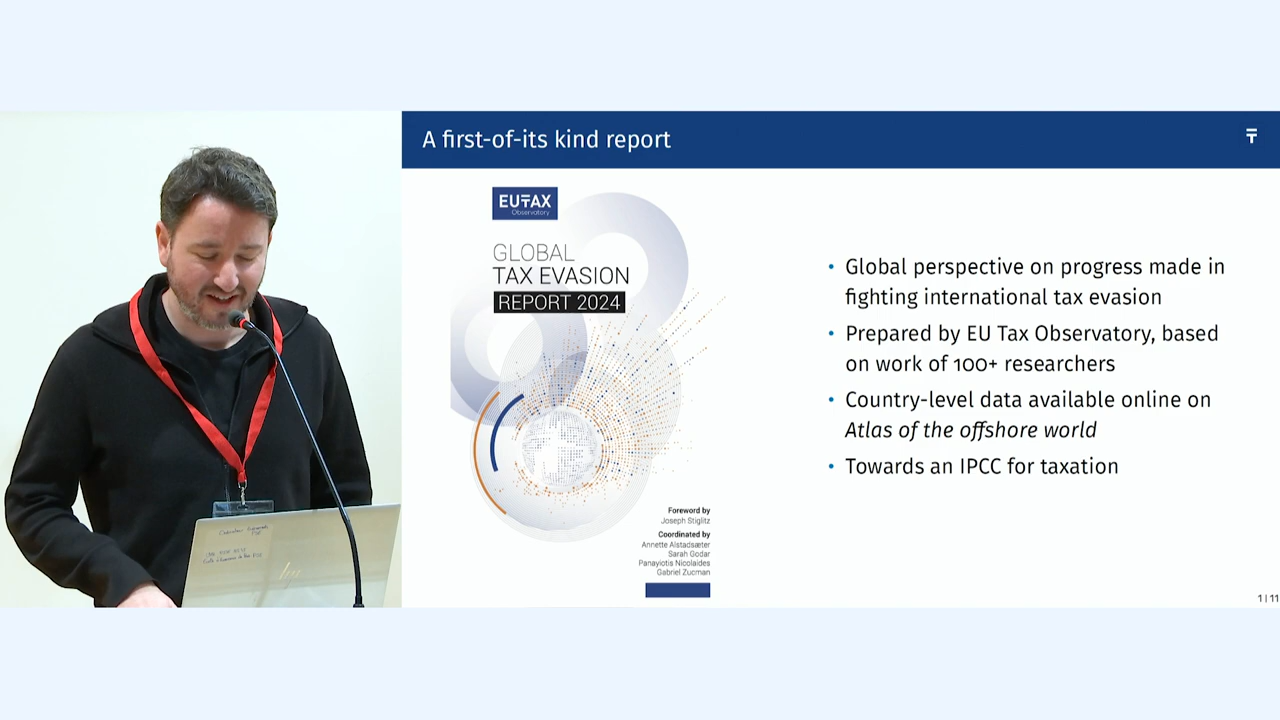 A first-of-its kind report
EUTAX
Observatory
GLOBAL
TAX EVASION
REPORT 2024
Foreword by
Joseph Stiglitz
Coordinated by
Annette Alstadsæter
Sarah Godar
Panayiotis Nicolaides
Gabriel Zucman
• Global perspective on progress made in
fighting international tax evasion
• Prepared by EU Tax Observatory, based
on work of 100+ researchers
• Country-level data available online on
Atlas of the offshore world
• Towards an IPCC for taxation
1 | 11
hp